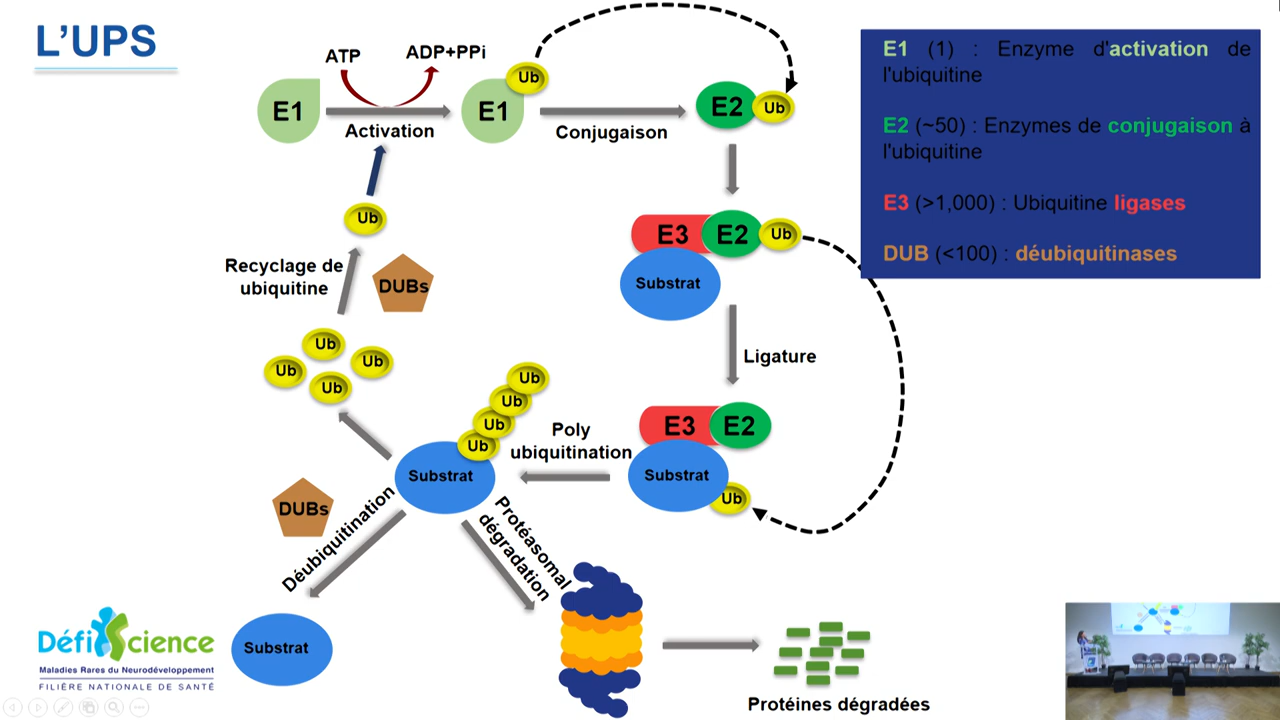 L'UPS
ATP
ADP+PPi
E1
Activation
E1
Ub
Conjugaison
E2
Ub
E1 (1) : Enzyme d'activation de
l'ubiquitine
E2 (~50) : Enzymes de conjugaison à
l'ubiquitine
E3 (>1,000) : Ubiquitine ligases
DUB (<100) : déubiquitinases
Ub
E3
E2
Ub
Substrat
Recyclage de
ubiquitine
DUBs
Ligature
Ub
Ub
Ub
Ub
Ub
Ub
Ub
Ub
Substrat
Poly
ubiquitination
E3
E2
Substrat
Ub
DUBs
Déubiquitination
Protéasomal
dégradation
Substrat
Protéines dégradées
Défi Science
Maladies Rares du Neurodéveloppement
FILIÈRE NATIONALE DE SANTÉ